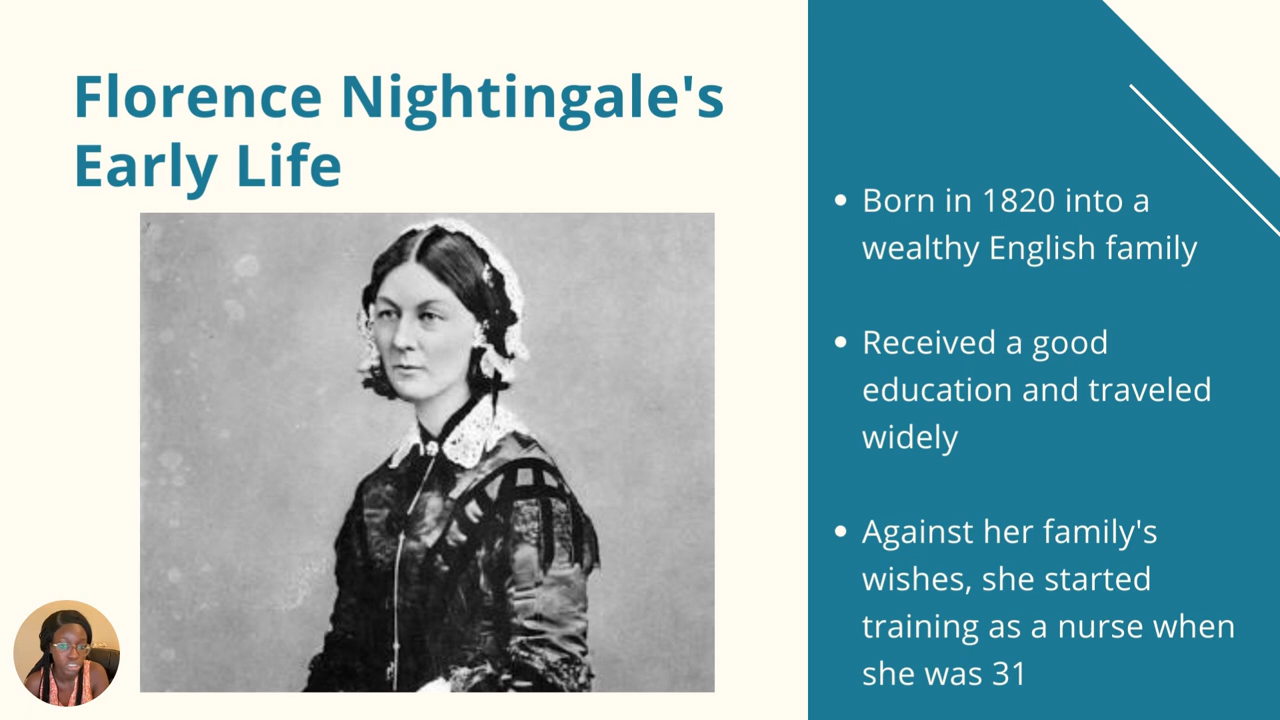 Florence Nightingale's
Early Life
• Born in 1820 into a
wealthy English family
• Received a good
education and traveled
widely
• Against her family's
wishes, she started
training as a nurse when
she was 31